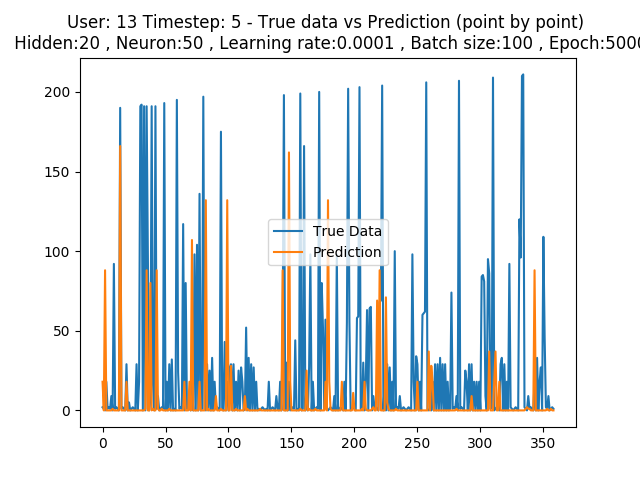 User: 13 Timestep: 5 - True data vs Prediction (point by point)
Hidden:20 , Neuron:50 , Learning rate:0.0001 , Batch size:100 , Epoch:5000
200
150
100
50
0
True Data
Prediction
0 50 100 150 200 250 300 350